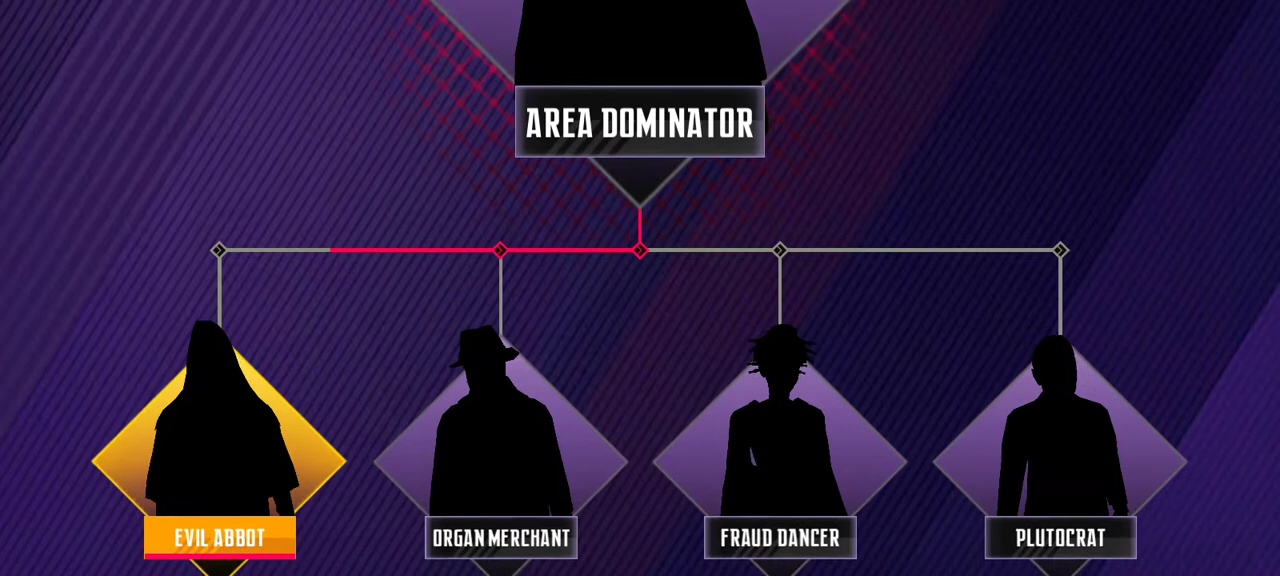 AREA DOMINATOR
EVIL ABBOT
ORGAN MERCHANT
FRAUD DANCER
PLUTOCRAT